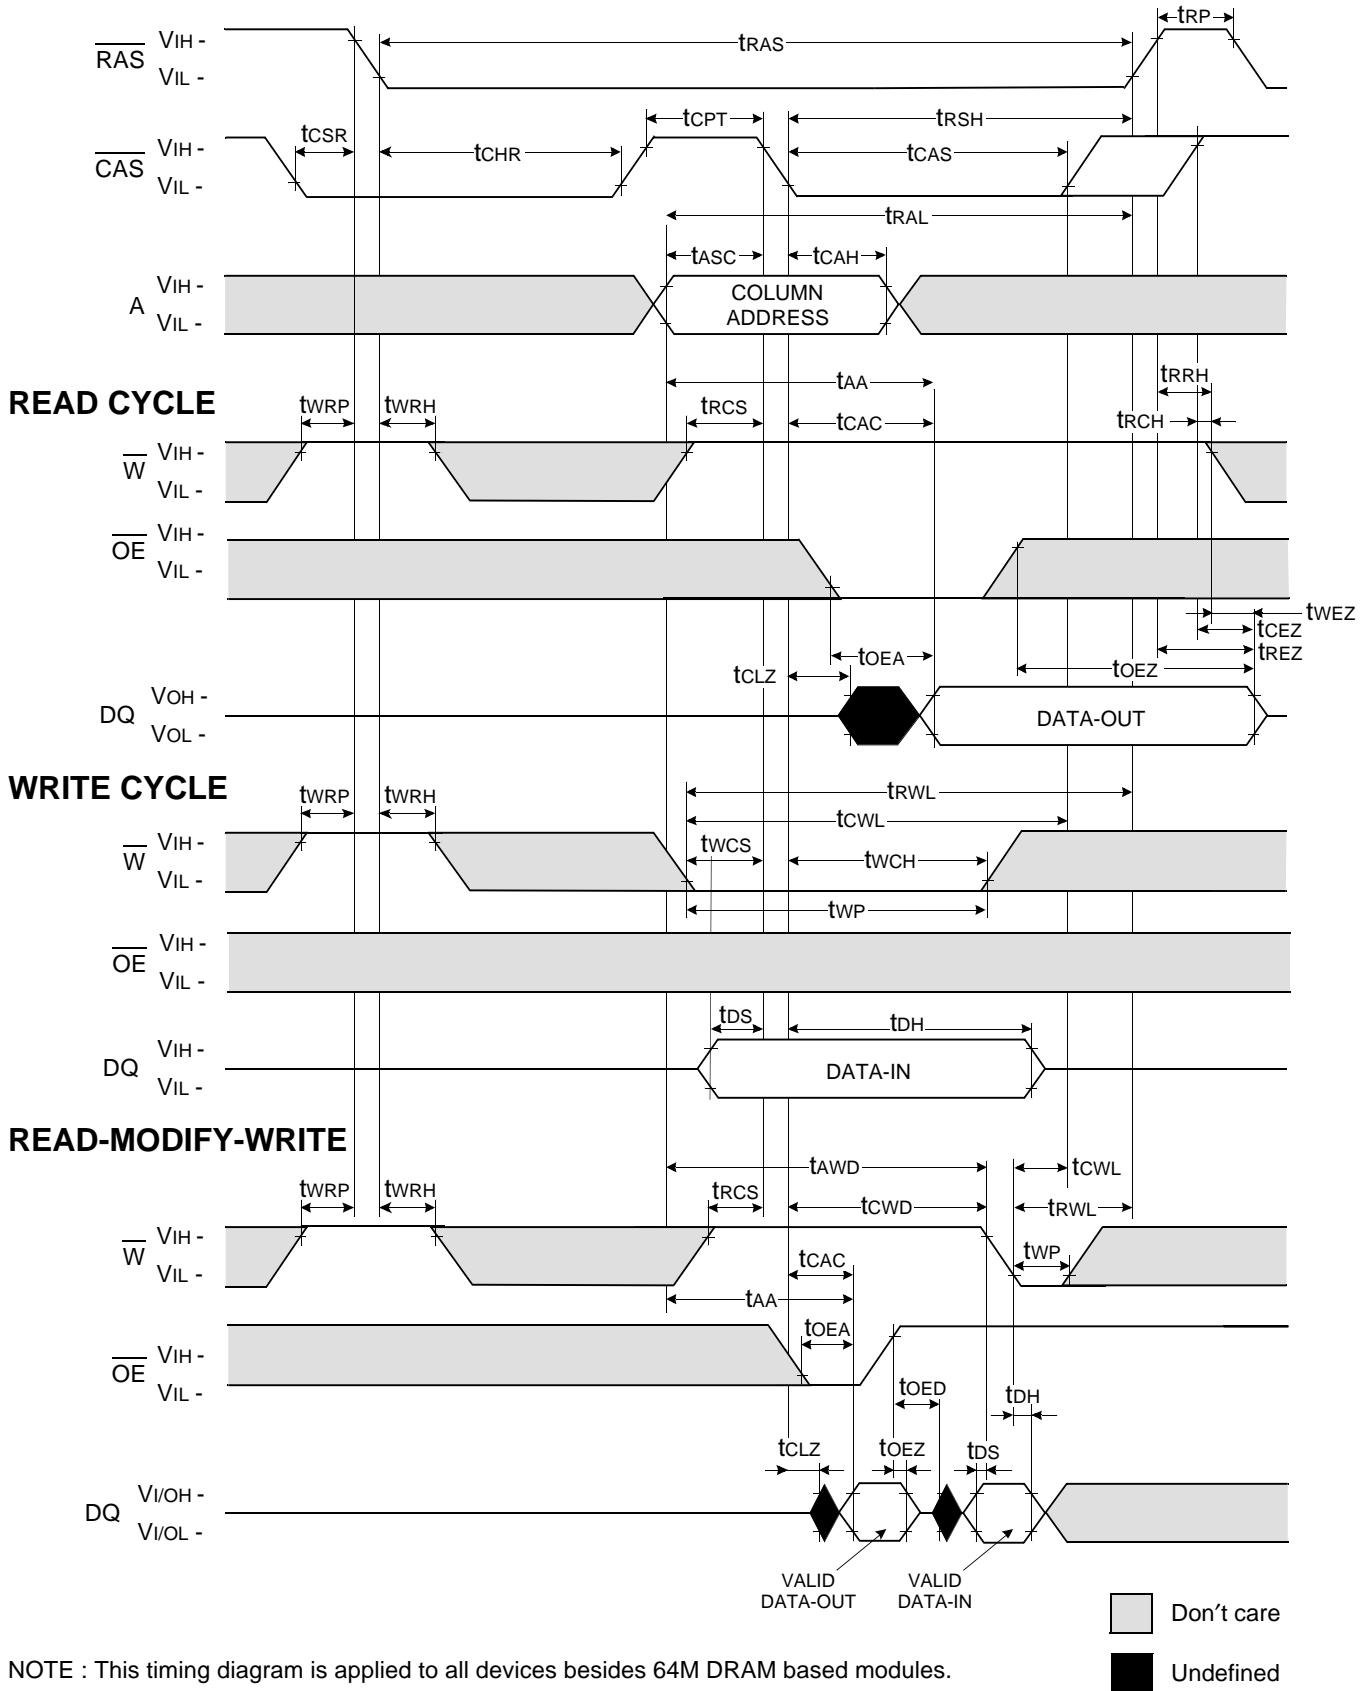 tRP
RAS VIH - tRAS
VIL -
tCPT tRSH
tCSR
CAS VIH - tCHR tCAS
VIL -
tRAL
tASC tCAH
A VIH - COLUMN
VIL - ADDRESS
READ CYCLE
tAA tRRH
tWRP tWRH tRCS tCAC tRCH
W VIH -
VIL -
OE VIH -
VIL -
tWEZ
tCEZ
tOEA tREZ
tCLZ tOEZ
DQ VOH - DATA-OUT
VOL -
WRITE CYCLE
tWRP tWRH tRWL
tCWL
W VIH - tWCS tWCH
VIL -
tWP
OE VIH -
VIL -
tDS tDH
DQ VIH - DATA-IN
VIL -
READ-MODIFY-WRITE
tAWD tCWL
tWRP tWRH tRCS tCWD tRWL
W VIH - tWP
VIL - tCAC
tAA
tOEA
OE VIH -
VIL -
tOED tDH
tCLZ tOEZ tDS
DQ VI/OH -
VI/OL -
VALID VALID
DATA-OUT DATA-IN
Don't care
NOTE : This timing diagram is applied to all devices besides 64M DRAM based modules.
Undefined